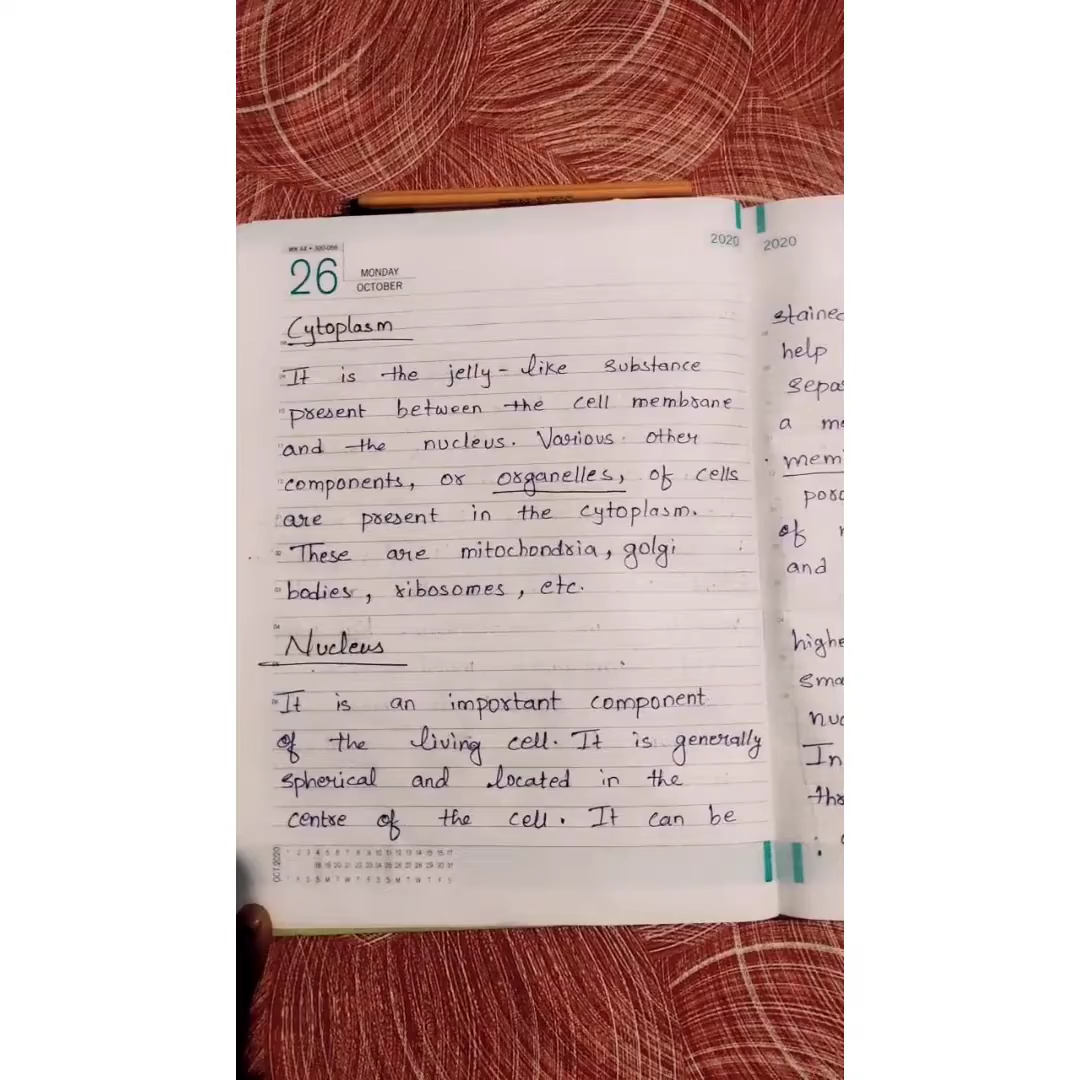 26
MONDAY
OCTOBER
2020
Cytoplasm
It is the jelly-like substance
present between the cell membrane
and the nucleus. Various other
components, or organelles, of cells
are present in the cytoplasm.
These are mitochondria, golgi
bodies, ribosomes, etc.
Nucleus
It is an important component
of the living cell. It is generally
spherical and located in the
centre of the cell. It can be
OCT 2020
2020
help
a
of
and
In